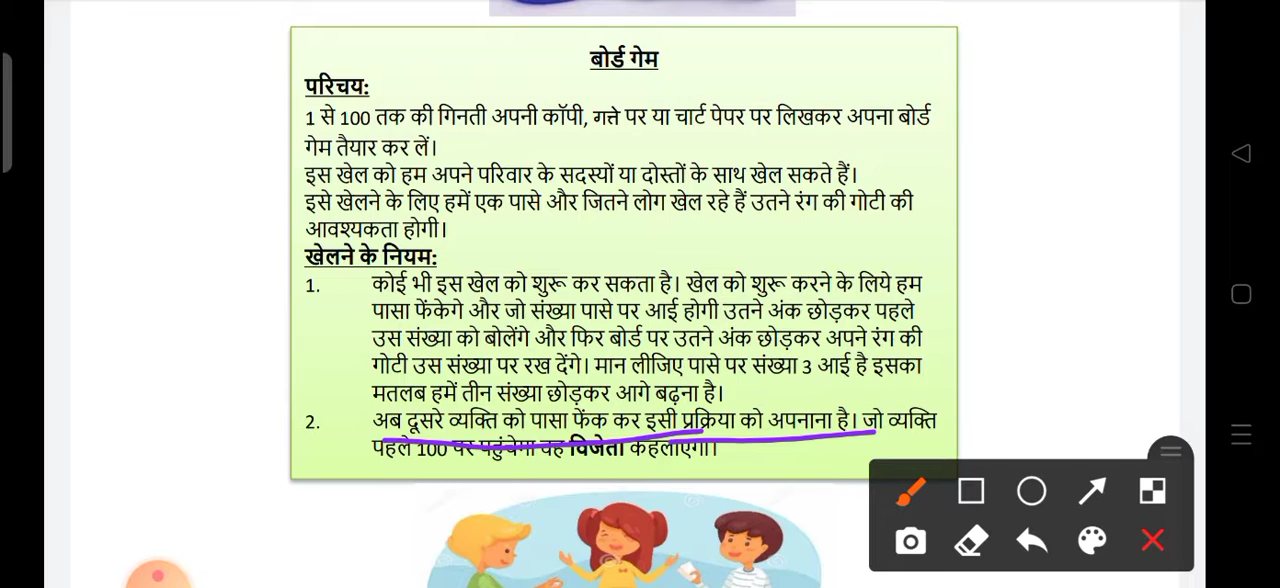 बोर्ड गेम
परिचय:
1 से 100 तक की गिनती अपनी कॉपी, गत्ते पर या चार्ट पेपर पर लिखकर अपना बोर्ड
गेम तैयार कर लें।
इस खेल को हम अपने परिवार के सदस्यों या दोस्तों के साथ खेल सकते हैं।
इसे खेलने के लिए हमें एक पासे और जितने लोग खेल रहे हैं उतने रंग की गोटी की
आवश्यकता होगी।
खेलने के नियम:
1. कोई भी इस खेल को शुरू कर सकता है। खेल को शुरू करने के लिये हम
पासा फेंकेगे और जो संख्या पासे पर आई होगी उतने अंक छोड़कर पहले
उस संख्या को बोलेंगे और फिर बोर्ड पर उतने अंक छोड़कर अपने रंग की
गोटी उस संख्या पर रख देंगे। मान लीजिए पासे पर संख्या 3 आई है इसका
मतलब हमें तीन संख्या छोड़कर आगे बढ़ना है।
2. अब दूसरे व्यक्ति को पासा फेंक कर इसी प्रक्रिया को अपनाना है। जो व्यक्ति
पहले 100 पर पहुंचेगा वह विजेता कहलाएगा।